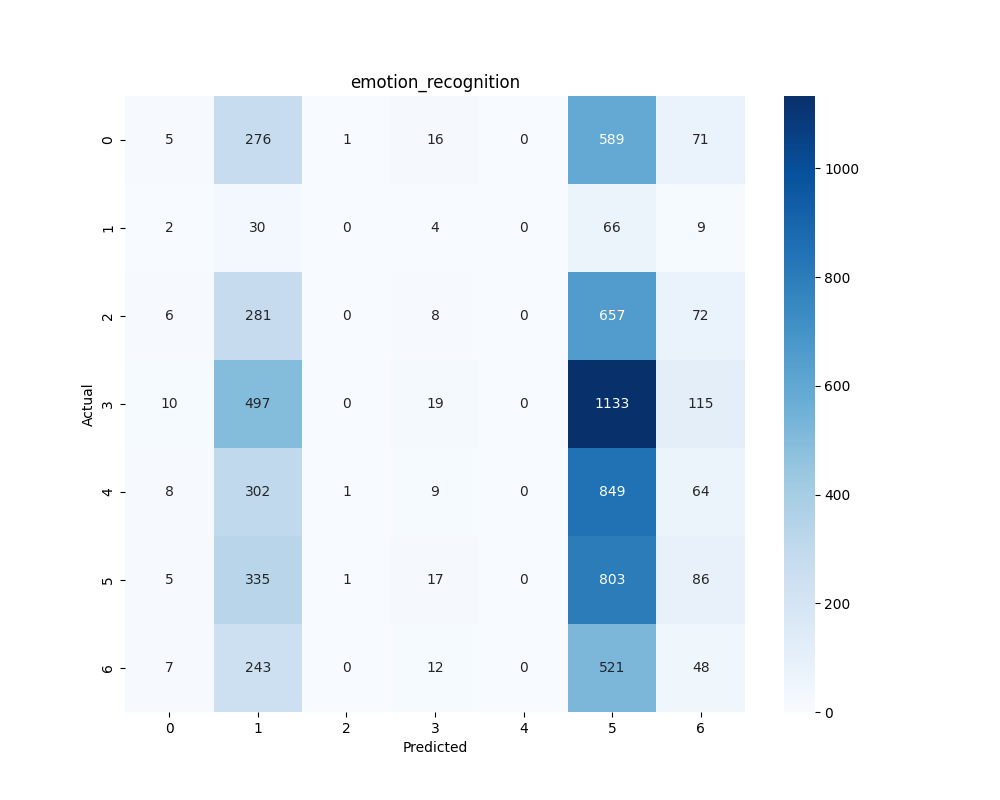 emotion_recognition
0 5 276 1 16 0 589 71
1 2 30 0 4 0 66 9
2 6 281 0 8 0 657 72
3 10 497 0 19 0 1133 115
4 8 302 1 9 0 849 64
5 5 335 1 17 0 803 86
6 7 243 0 12 0 521 48
0 1 2 3 4 5 6
Predicted
Actual
1000
800
600
400
200
0